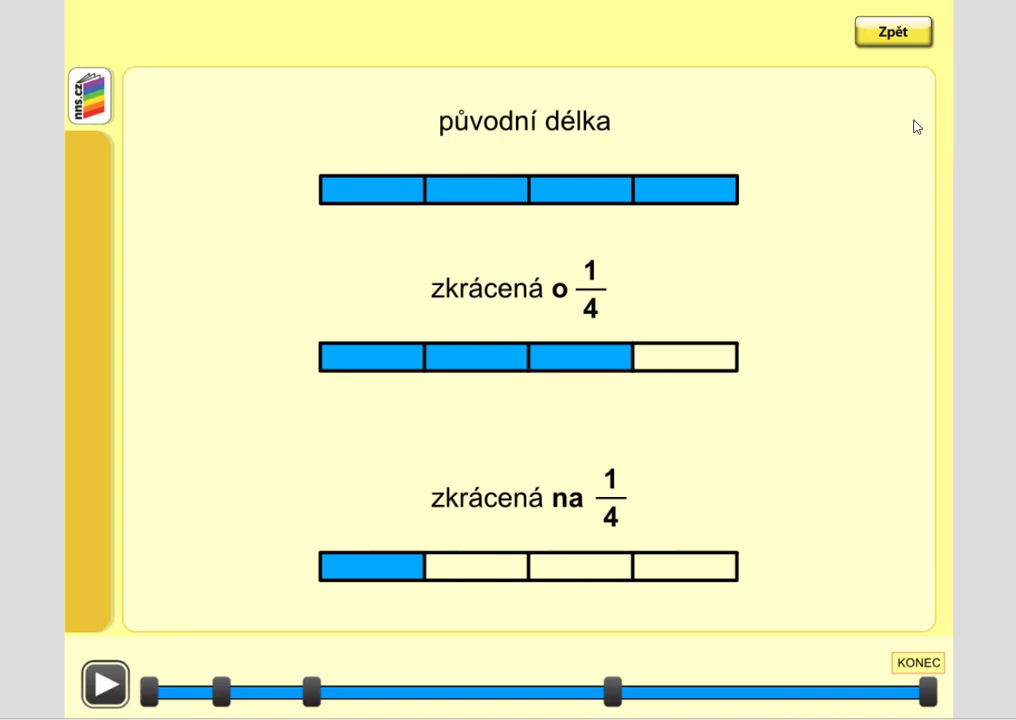 Zpět
nns.cz
původní délka
zkrácená o 1/4
zkrácená na 1/4
KONEC